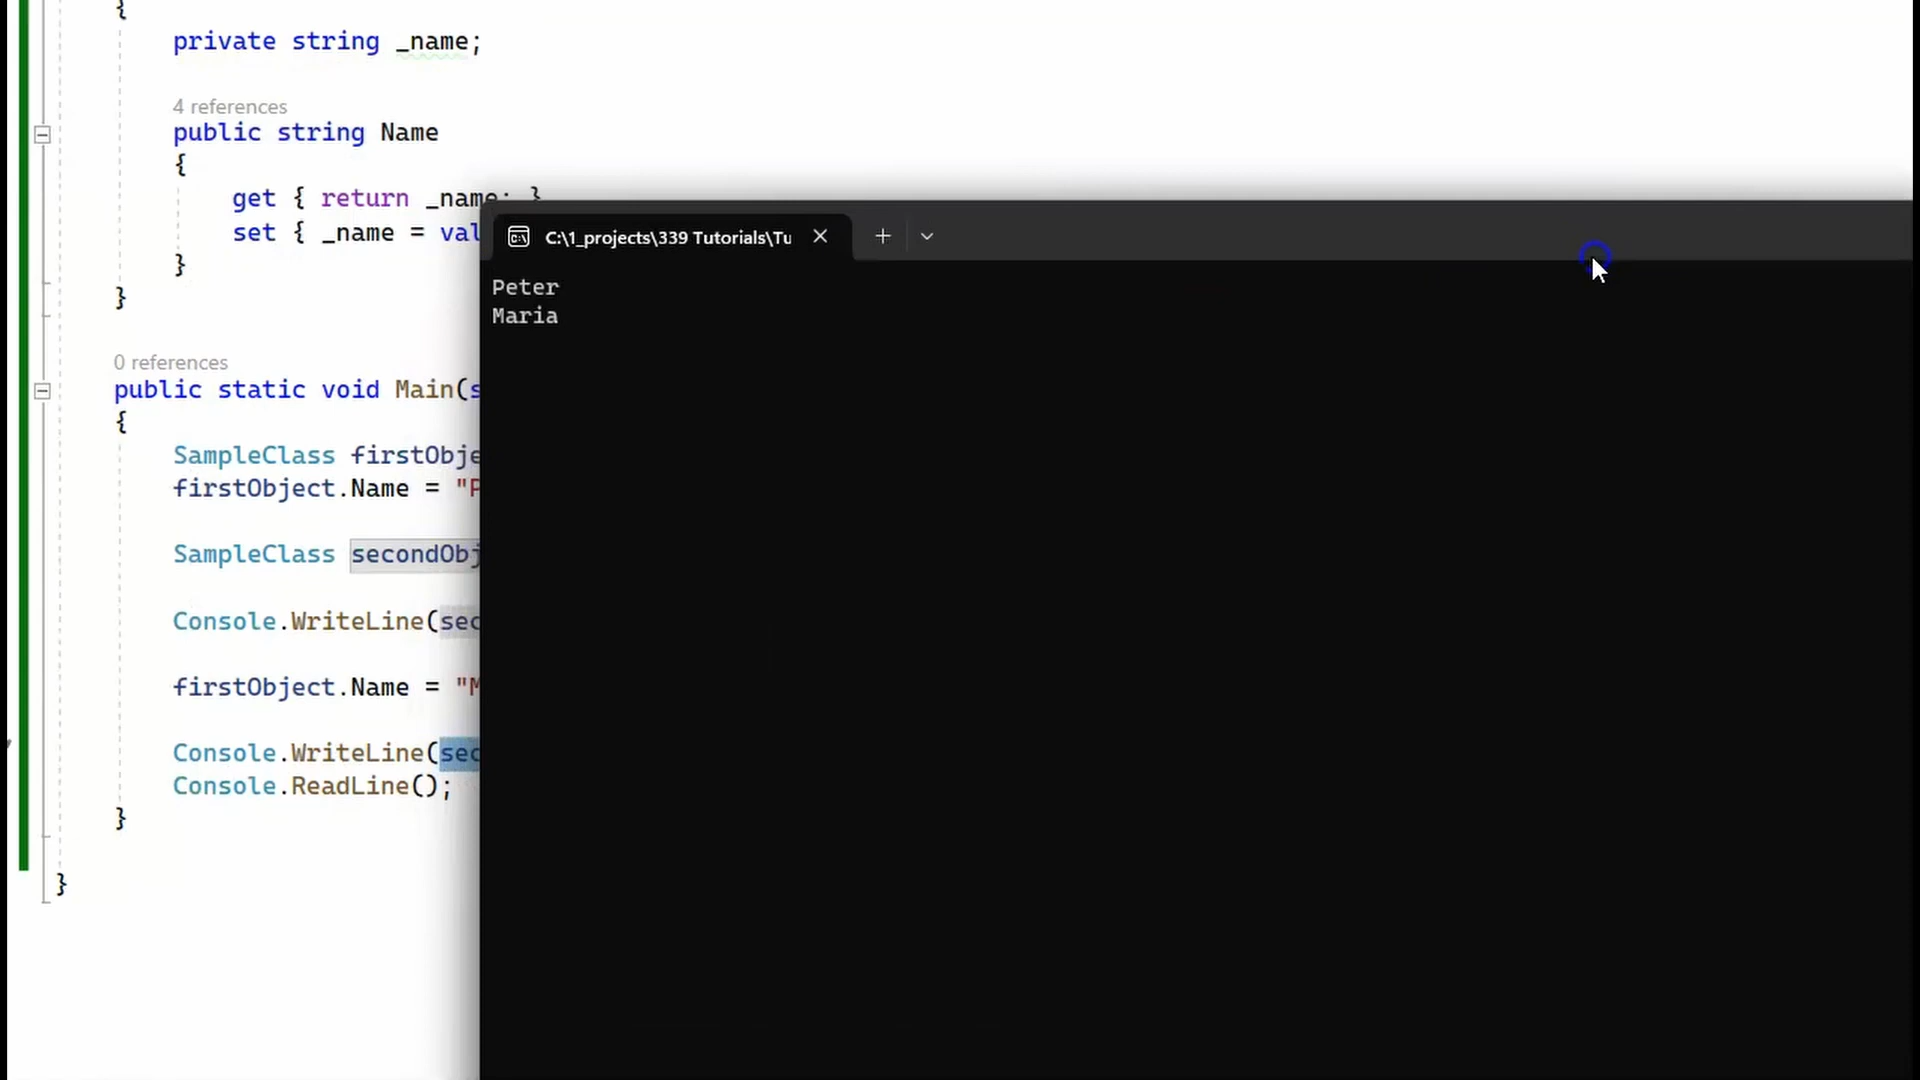 {
private string _name;
4 references
public string Name
{
get { return _name; }
set { _name = val
}
}
C:\1_projects\339 Tutorials\Tu
Peter
Maria
0 references
public static void Main(s
{
SampleClass firstObje
firstObject.Name = "P
SampleClass secondObj
Console.WriteLine(sec
firstObject.Name = "M
Console.WriteLine(sec
Console.ReadLine();
}
}